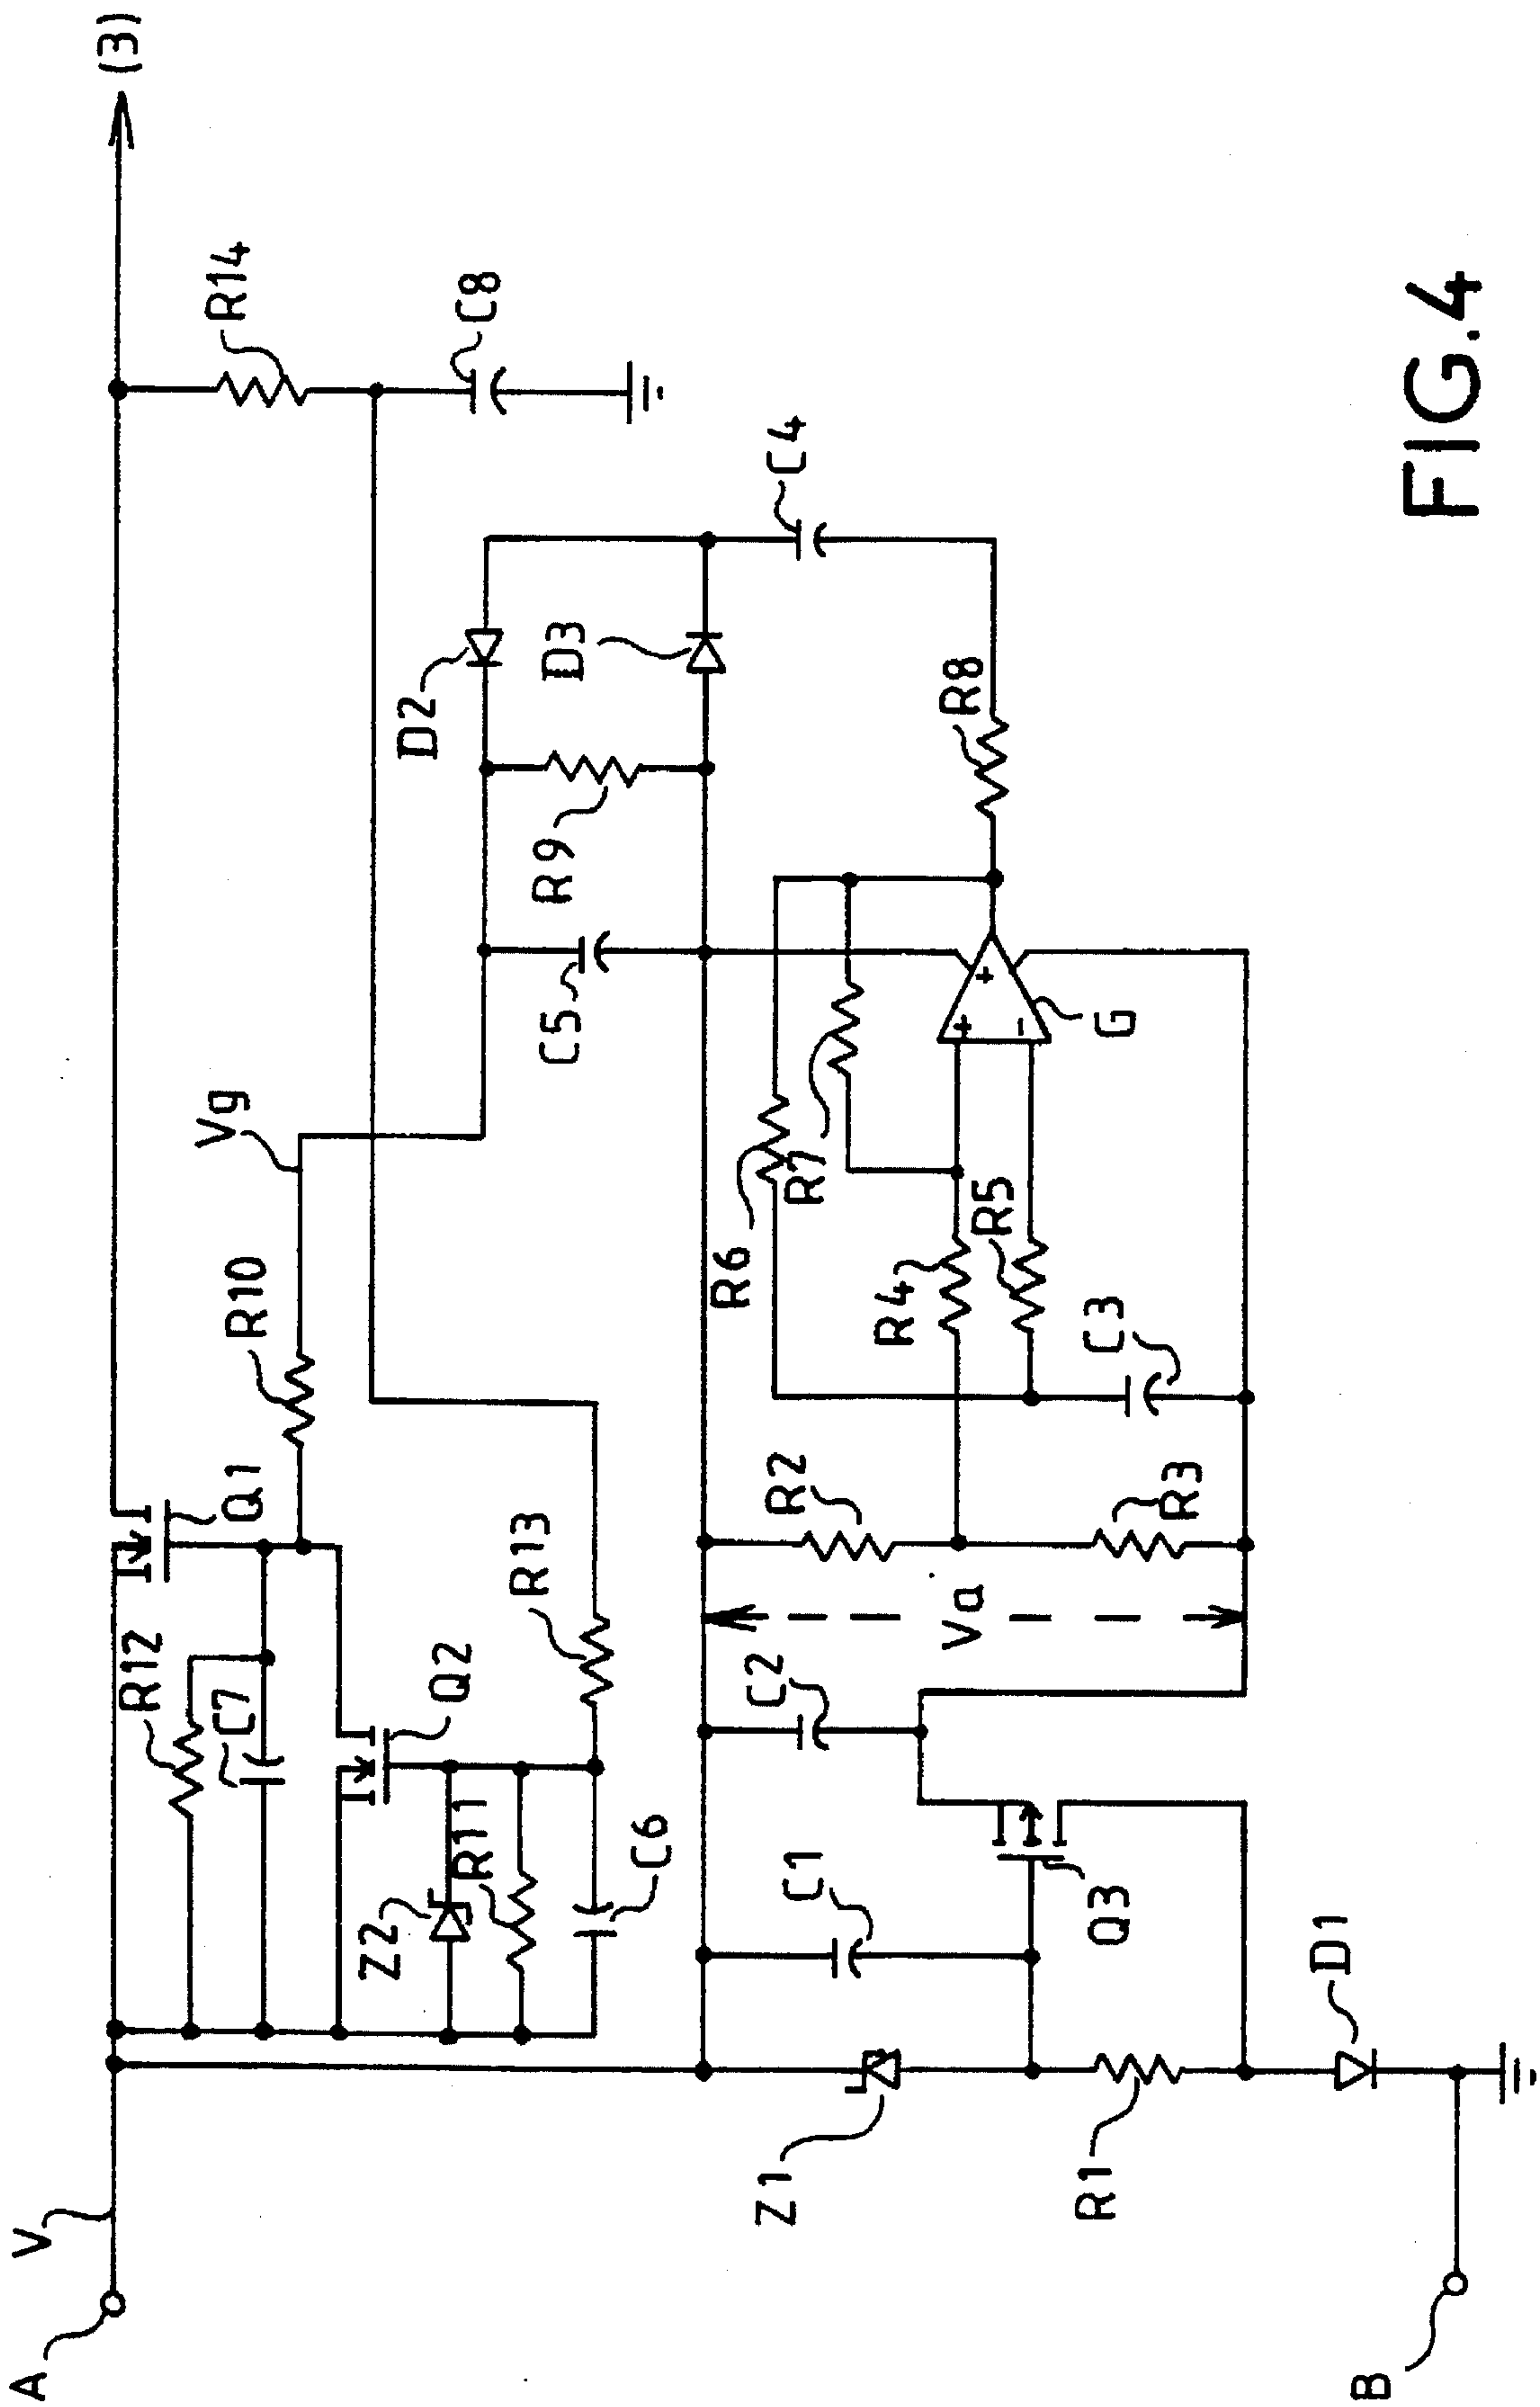 A
V
R12
C7
Q1
R10
Vg
R14
(3)
Z2
R11
Q2
C6
R13
C5
R9
D2
D3
C8
C4
Z1
C1
C2
Va
R2
R6
R7
R4
R5
R8
+
+
-
G
Q3
R1
R3
C3
D1
B
FIG.4